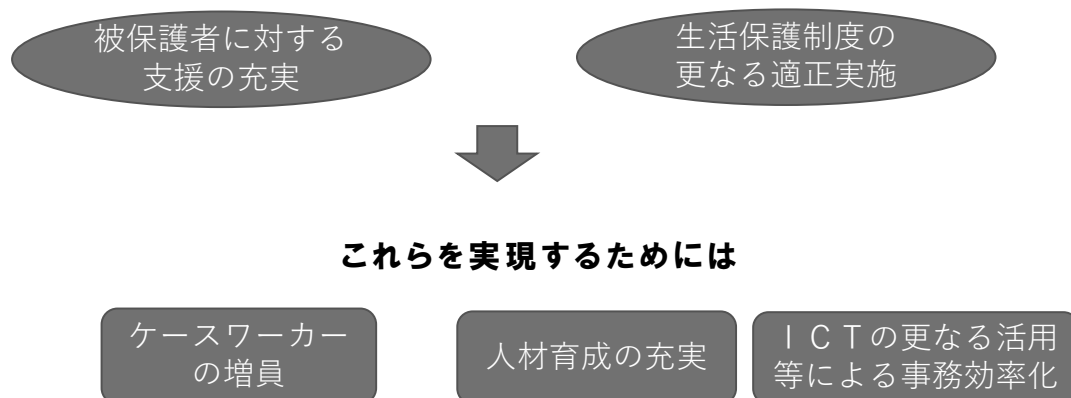 被保護者に対する
支援の充実
生活保護制度の
更なる適正実施
これらを実現するためには
ケースワーカー
の増員
人材育成の充実
ＩＣＴの更なる活用
等による事務効率化